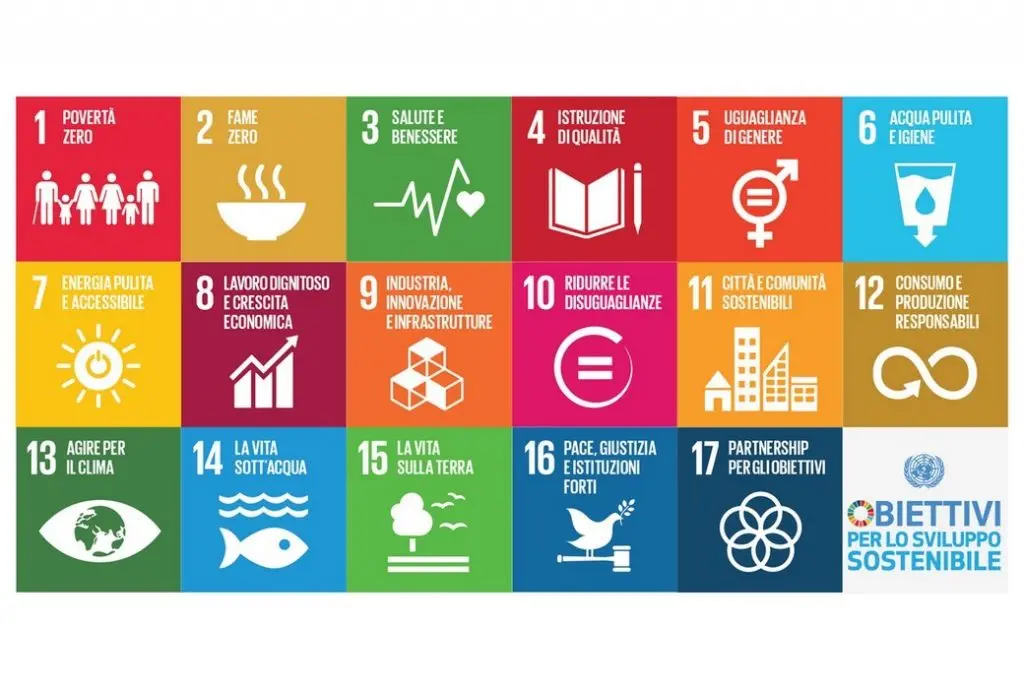 1 POVERTÀ
ZERO
2 FAME
ZERO
3 SALUTE E
BENESSERE
4 ISTRUZIONE
DI QUALITÀ
5 UGUAGLIANZA
DI GENERE
6 ACQUA PULITA
E IGIENE
7 ENERGIA PULITA
E ACCESSIBILE
8 LAVORO DIGNITOSO
E CRESCITA
ECONOMICA
9 INDUSTRIA,
INNOVAZIONE
E INFRASTRUTTURE
10 RIDURRE LE
DISUGUAGLIANZE
11 CITTÀ E COMUNITÀ
SOSTENIBILI
12 CONSUMO E
PRODUZIONE
RESPONSABILI
13 AGIRE PER
IL CLIMA
14 LA VITA
SOTT'ACQUA
15 LA VITA
SULLA TERRA
16 PACE, GIUSTIZIA
E ISTITUZIONI
FORTI
17 PARTNERSHIP
PER GLI OBIETTIVI
OBIETTIVI
PER LO SVILUPPO
SOSTENIBILE